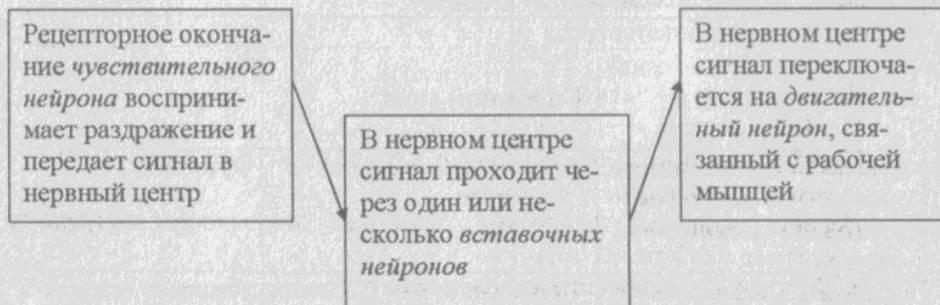 Рецепторное оконча-
ние чувствительного
нейрона восприни-
мает раздражение и
передает сигнал в
нервный центр
В нервном центре
сигнал проходит че-
рез один или не-
сколько вставочных
нейронов
В нервном центре
сигнал переключа-
ется на двигатель-
ный нейрон, свя-
занный с рабочей
мышцей